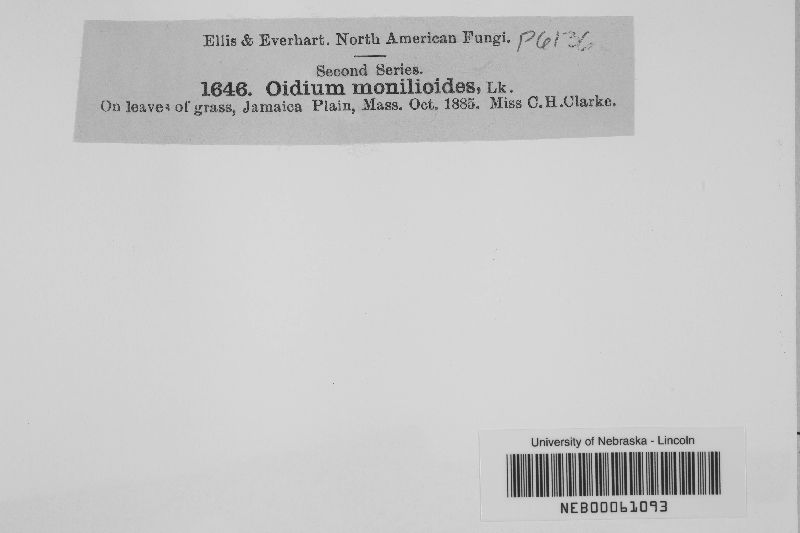 Ellis & Everhart. North American Fungi. P6136
Second Series.
1646. Oidium monilioides, Lk.
On leaves of grass, Jamaica Plain, Mass. Oct. 1885. Miss C.H.Clarke.
University of Nebraska - Lincoln
NEB00061093